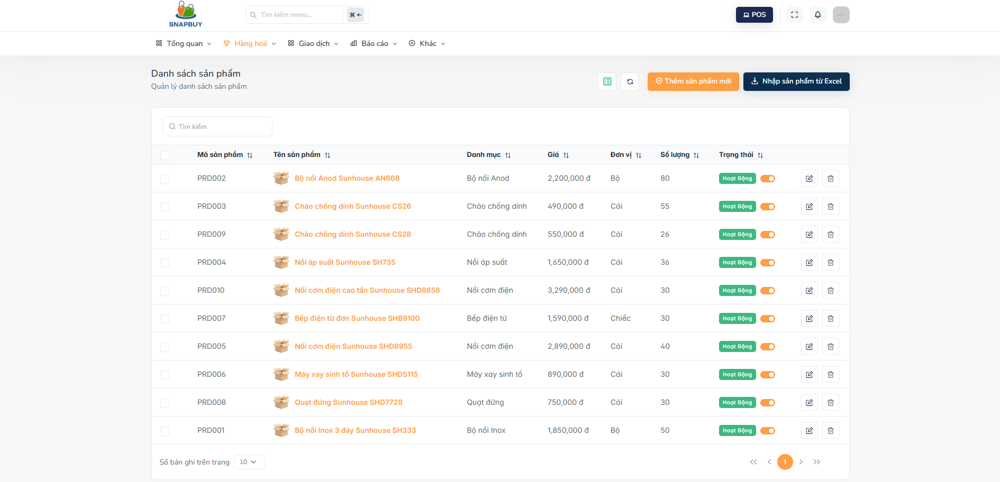 SNAPBUY
Tìm kiếm menu...
⌘ ←
POS
Tổng quan
Hàng hoá
Giao dịch
Báo cáo
Khác
Danh sách sản phẩm
Quản lý danh sách sản phẩm
Thêm sản phẩm mới
Nhập sản phẩm từ Excel
Tìm kiếm
Mã sản phẩm Tên sản phẩm Danh mục Giá Đơn vị Số lượng Trạng thái
PRD002 Bộ nồi Anod Sunhouse AN668 Bộ nồi Anod 2,200,000 đ Bộ 80 Hoạt Động
PRD003 Chảo chống dính Sunhouse CS26 Chảo chống dính 490,000 đ Cái 55 Hoạt Động
PRD009 Chảo chống dính Sunhouse CS28 Chảo chống dính 550,000 đ Cái 26 Hoạt Động
PRD004 Nồi áp suất Sunhouse SH735 Nồi áp suất 1,650,000 đ Cái 36 Hoạt Động
PRD010 Nồi cơm điện cao tần Sunhouse SHD8858 Nồi cơm điện 3,290,000 đ Cái 30 Hoạt Động
PRD007 Bếp điện từ đơn Sunhouse SHB9100 Bếp điện từ 1,590,000 đ Chiếc 30 Hoạt Động
PRD005 Nồi cơm điện Sunhouse SHD8955 Nồi cơm điện 2,890,000 đ Cái 40 Hoạt Động
PRD006 Máy xay sinh tố Sunhouse SHD5115 Máy xay sinh tố 890,000 đ Cái 30 Hoạt Động
PRD008 Quạt đứng Sunhouse SHD7728 Quạt đứng 750,000 đ Cái 30 Hoạt Động
PRD001 Bộ nồi Inox 3 đáy Sunhouse SH333 Bộ nồi Inox 1,850,000 đ Bộ 50 Hoạt Động
Số bản ghi trên trang 10
1